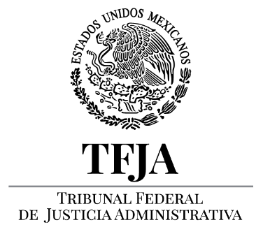 ESTADOS UNIDOS MEXICANOS
TFJA
TRIBUNAL FEDERAL
DE JUSTICIA ADMINISTRATIVA